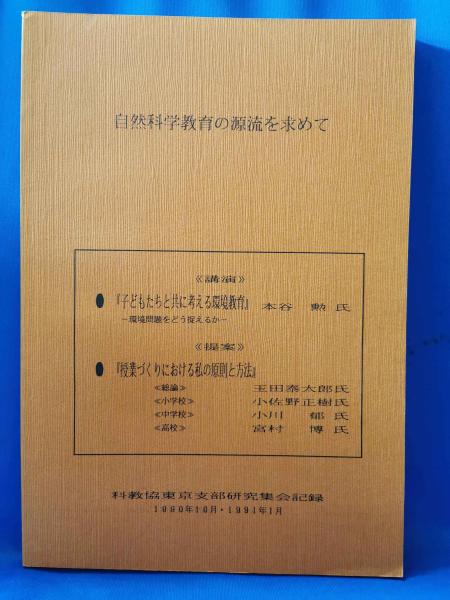 自然科学教育の源流を求めて
≪講演≫
● 『子どもたちと共に考える環境教育』 本谷 勲 氏
−環境問題をどう捉えるか−
≪提案≫
● 『授業づくりにおける私の原則と方法』
≪総論≫ 玉田泰太郎氏
≪小学校≫ 小佐野正樹氏
≪中学校≫ 小川 郁 氏
≪高校≫ 宮村 博 氏
科教協東京支部研究集会記録
1990年10月・1991年1月